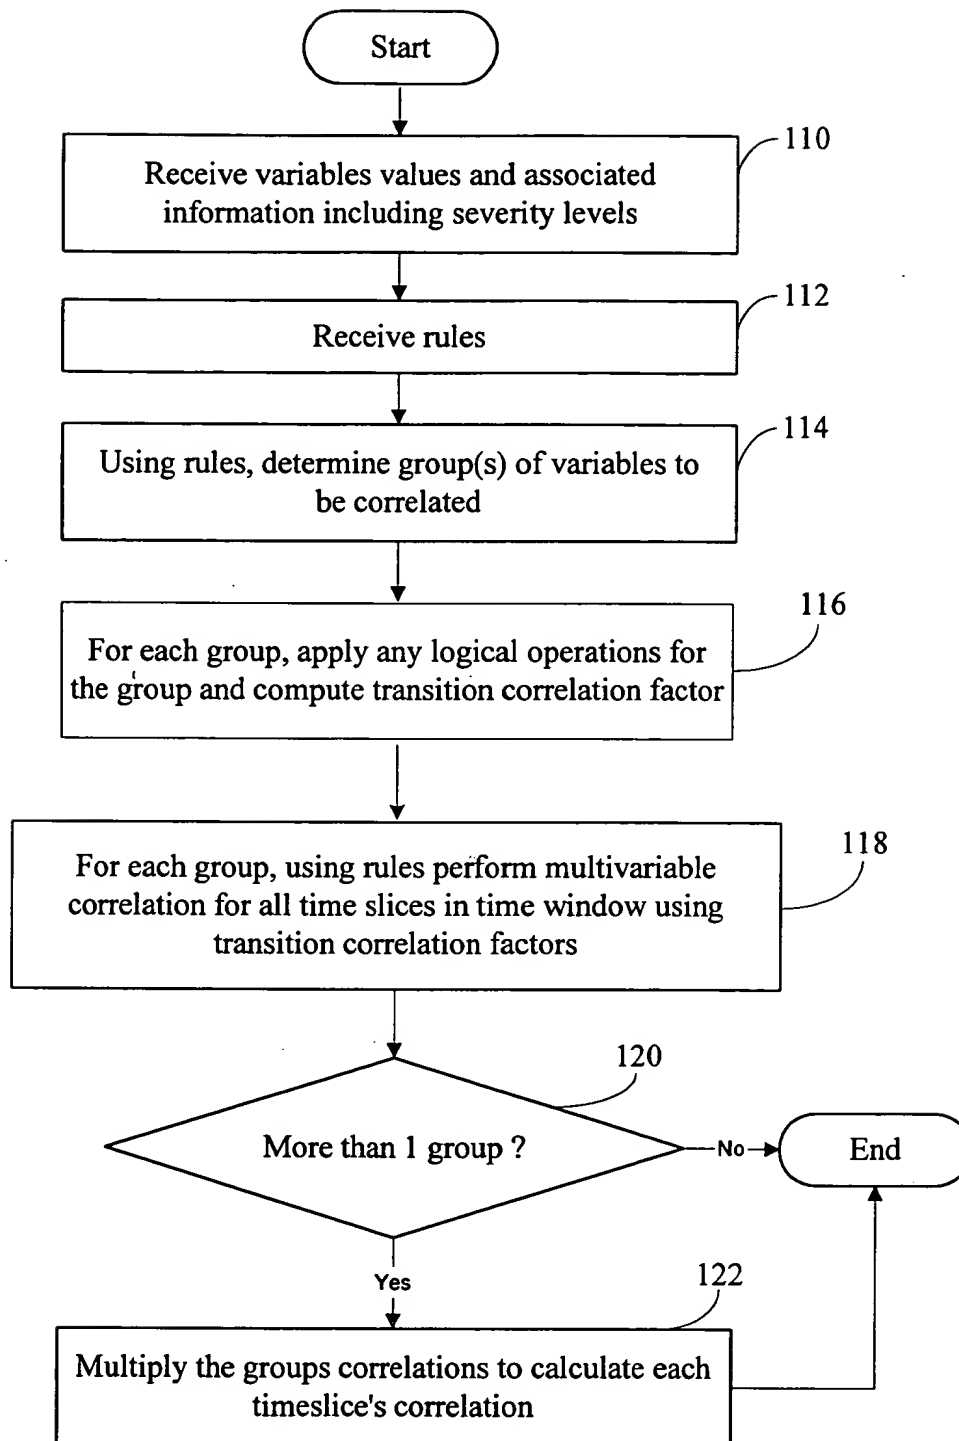 Start
110
Receive variables values and associated
information including severity levels
112
Receive rules
114
Using rules, determine group(s) of variables to
be correlated
116
For each group, apply any logical operations for
the group and compute transition correlation factor
118
For each group, using rules perform multivariable
correlation for all time slices in time window using
transition correlation factors
120
More than 1 group ?
No
End
Yes
122
Multiply the groups correlations to calculate each
timeslice's correlation